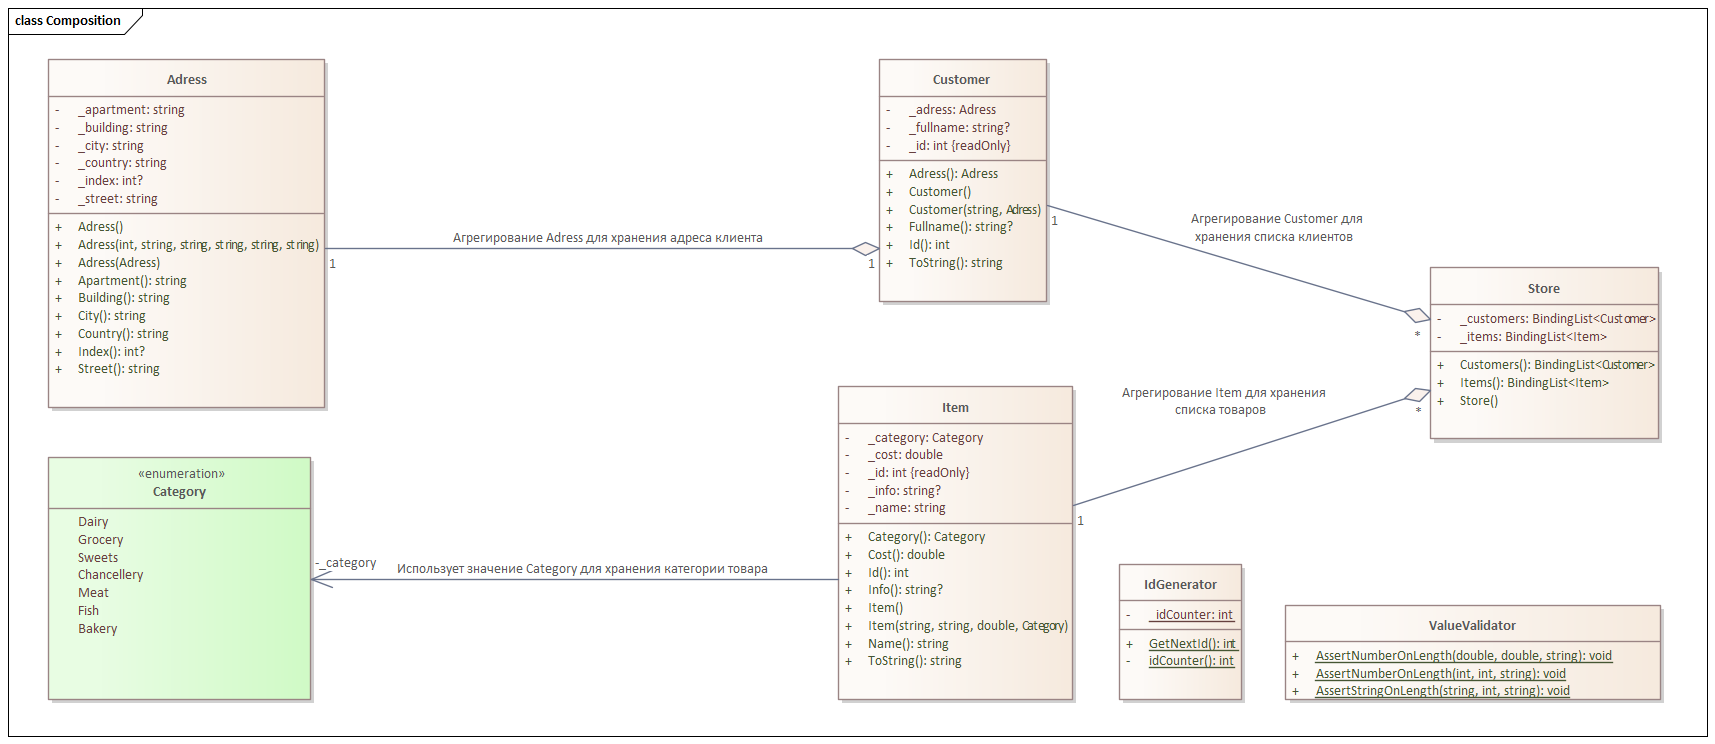 class Composition
Adress
- _apartment: string
- _building: string
- _city: string
- _country: string
- _index: int?
- _street: string
+ Adress()
+ Adress(int, string, string, string, string, string)
+ Adress(Adress)
+ Apartment(): string
+ Building(): string
+ City(): string
+ Country(): string
+ Index(): int?
+ Street(): string
1
Агрегирование Adress для хранения адреса клиента
1
Customer
- _adress: Adress
- _fullname: string?
- _id: int {readOnly}
+ Adress(): Adress
+ Customer()
+ Customer(string, Adress)
+ Fullname(): string?
+ Id(): int
+ ToString(): string
1
Агрегирование Customer для
хранения списка клиентов
*
Store
- _customers: BindingList<Customer>
- _items: BindingList<Item>
+ Customers(): BindingList<Customer>
+ Items(): BindingList<Item>
+ Store()
Агрегирование Item для хранения
списка товаров
*
1
Item
- _category: Category
- _cost: double
- _id: int {readOnly}
- _info: string?
- _name: string
+ Category(): Category
+ Cost(): double
+ Id(): int
+ Info(): string?
+ Item()
+ Item(string, string, double, Category)
+ Name(): string
+ ToString(): string
«enumeration»
Category
Dairy
Grocery
Sweets
Chancellery
Meat
Fish
Bakery
-_category
Использует значение Category для хранения категории товара
IdGenerator
- _idCounter: int
+ GetNextId(): int
- idCounter(): int
ValueValidator
+ AssertNumberOnLength(double, double, string): void
+ AssertNumberOnLength(int, int, string): void
+ AssertStringOnLength(string, int, string): void